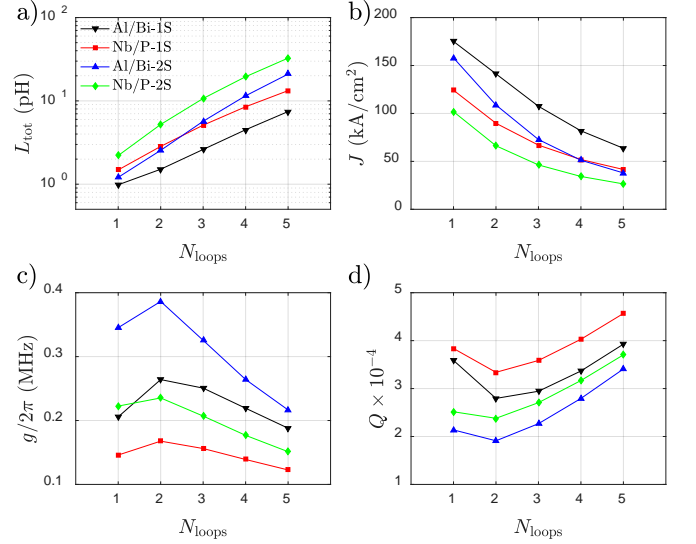 a)
L_tot (pH)
10^2
10^1
10^0
Al/Bi-1S
Nb/P-1S
Al/Bi-2S
Nb/P-2S
1 2 3 4 5
N_loops
b)
J (kA/cm^2)
200
150
100
50
0
1 2 3 4 5
N_loops
c)
g/2π (MHz)
0.4
0.3
0.2
0.1
1 2 3 4 5
N_loops
d)
Q × 10^−4
5
4
3
2
1
1 2 3 4 5
N_loops